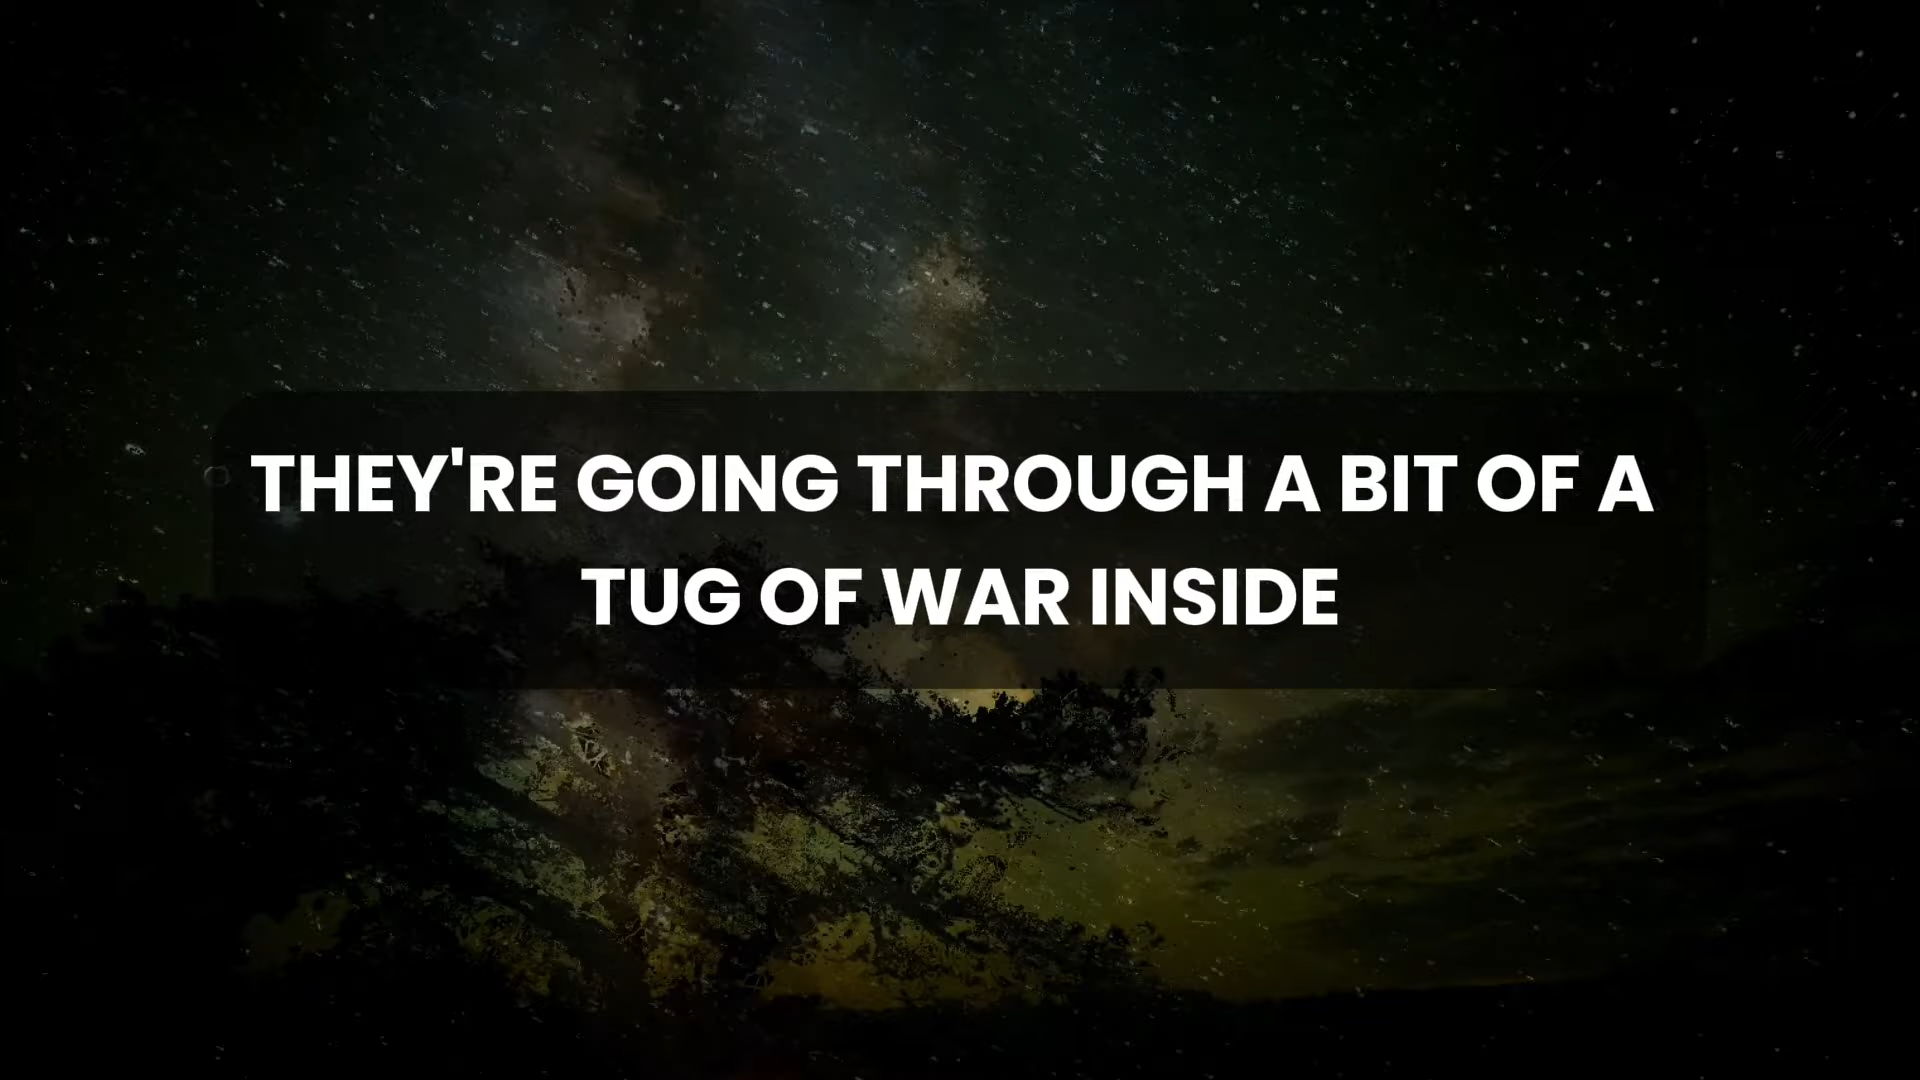 THEY'RE GOING THROUGH A BIT OF A
TUG OF WAR INSIDE